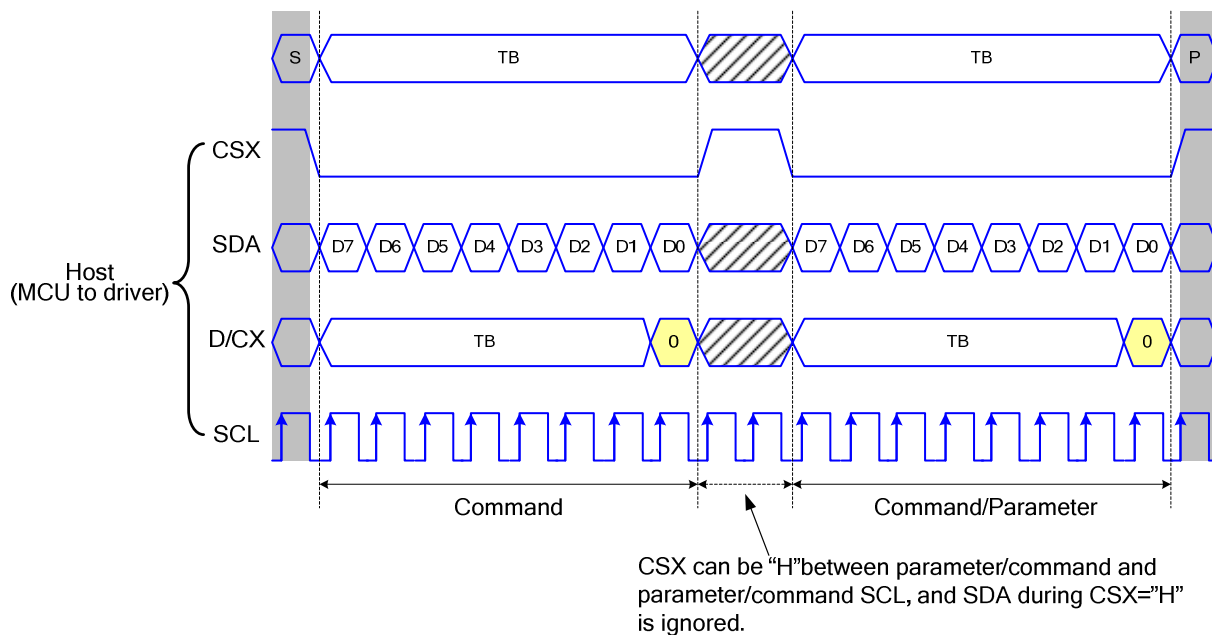 S TB TB P
CSX
SDA D7 D6 D5 D4 D3 D2 D1 D0 D7 D6 D5 D4 D3 D2 D1 D0
Host
(MCU to driver)
D/CX TB 0 TB 0
SCL
Command Command/Parameter
CSX can be “H”between parameter/command and
parameter/command SCL, and SDA during CSX=”H”
is ignored.